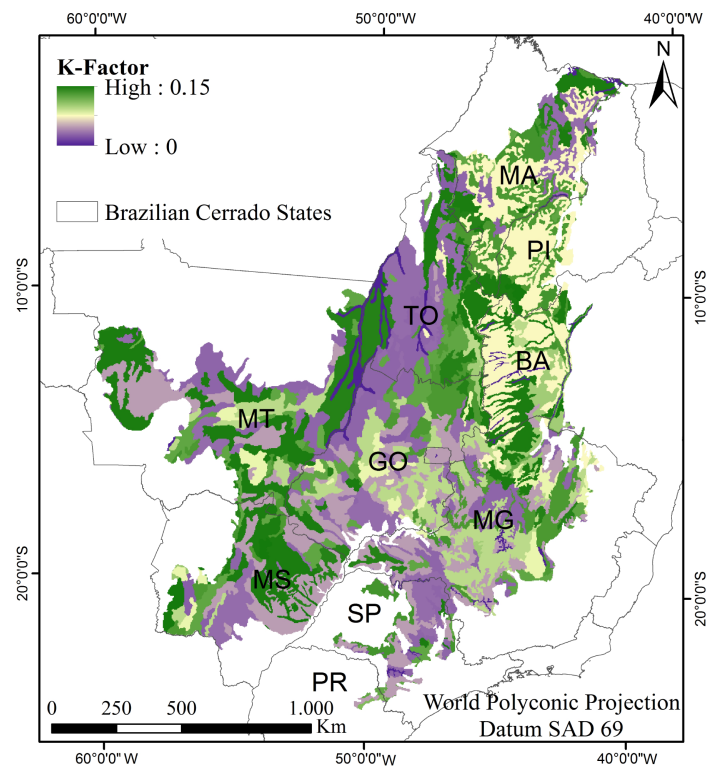 60°0'0"W 50°0'0"W 40°0'0"W
N
K-Factor
High : 0.15
Low : 0
Brazilian Cerrado States
MA
PI
10°0'0"S 10°0'0"S
TO
BA
MT
GO
MG
20°0'0"S 20°0'0"S
MS
SP
PR
0 250 500 1.000
Km
World Polyconic Projection
Datum SAD 69
60°0'0"W 50°0'0"W 40°0'0"W